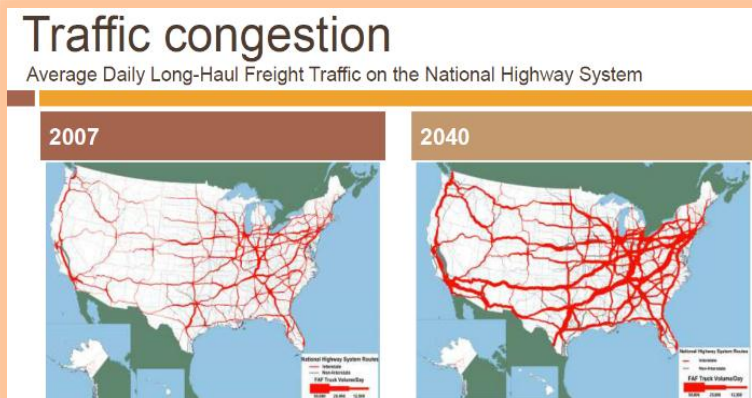 Traffic congestion
Average Daily Long-Haul Freight Traffic on the National Highway System
2007
2040
National Highway System Routes
Interstate
Non-Interstate
FAF Truck Volume/Day
National Highway System Routes
Interstate
Non-Interstate
FAF Truck Volume/Day